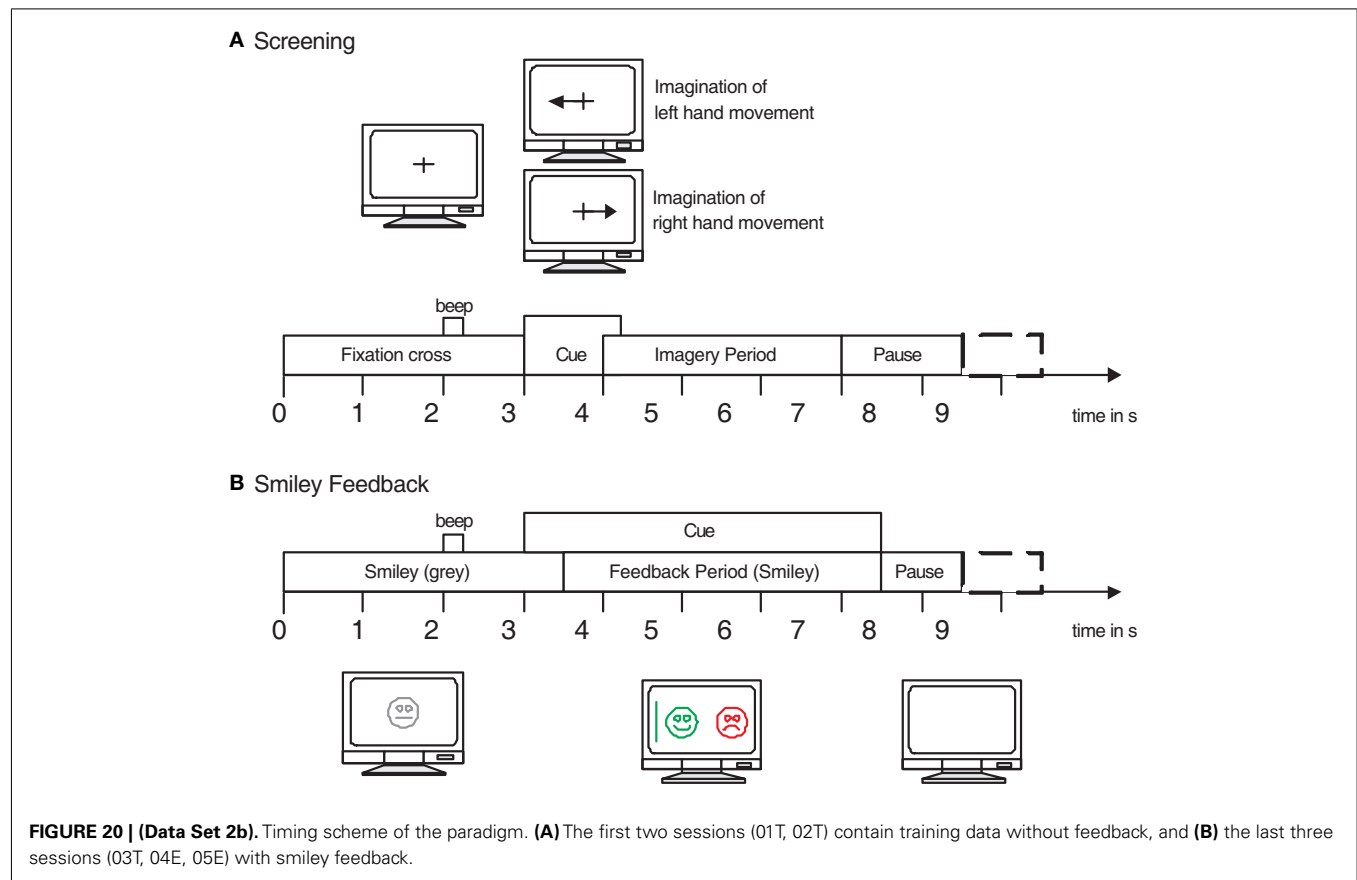 A Screening
Imagination of
left hand movement
Imagination of
right hand movement
beep
Fixation cross
Cue
Imagery Period
Pause
0 1 2 3 4 5 6 7 8 9 time in s
B Smiley Feedback
beep
Cue
Smiley (grey)
Feedback Period (Smiley)
Pause
0 1 2 3 4 5 6 7 8 9 time in s
FIGURE 20 | (Data Set 2b). Timing scheme of the paradigm. (A) The first two sessions (01T, 02T) contain training data without feedback, and (B) the last three
sessions (03T, 04E, 05E) with smiley feedback.